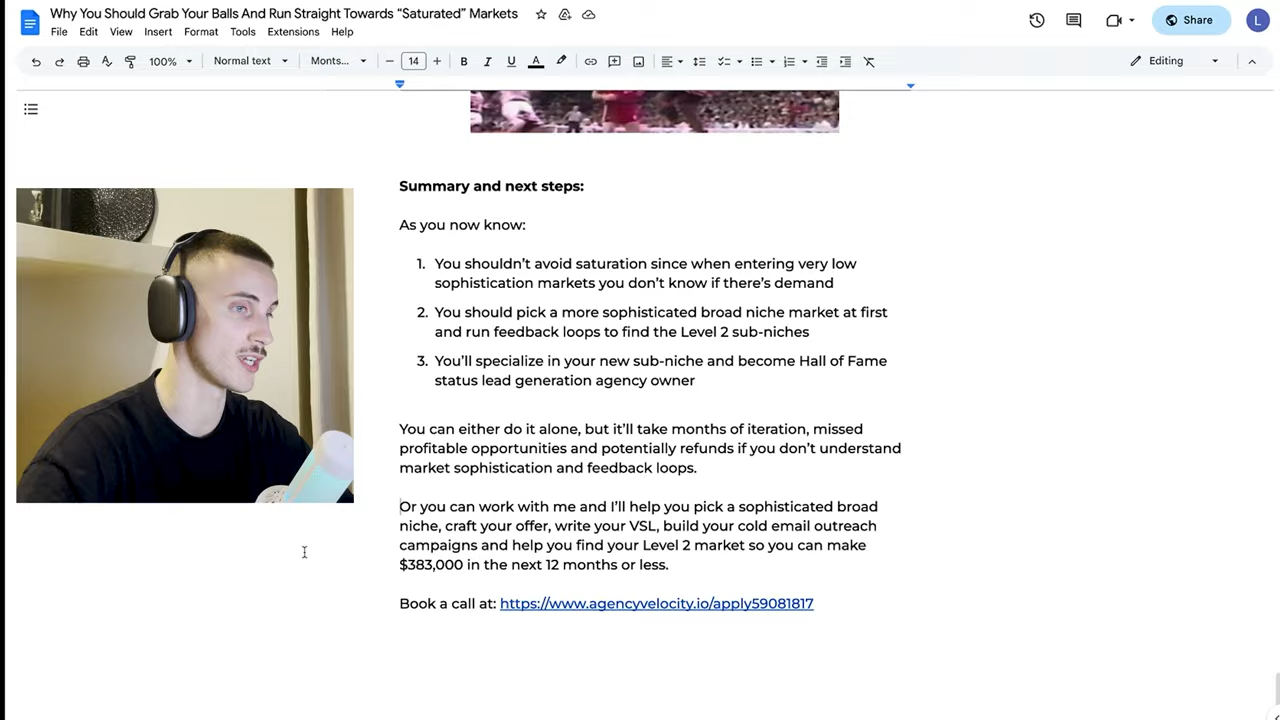 Why You Should Grab Your Balls And Run Straight Towards “Saturated” Markets
File Edit View Insert Format Tools Extensions Help
Share
L
100% Normal text Monts... 14 B I U A Editing
Summary and next steps:
As you now know:
1. You shouldn’t avoid saturation since when entering very low
sophistication markets you don’t know if there’s demand
2. You should pick a more sophisticated broad niche market at first
and run feedback loops to find the Level 2 sub-niches
3. You’ll specialize in your new sub-niche and become Hall of Fame
status lead generation agency owner
You can either do it alone, but it’ll take months of iteration, missed
profitable opportunities and potentially refunds if you don’t understand
market sophistication and feedback loops.
Or you can work with me and I’ll help you pick a sophisticated broad
niche, craft your offer, write your VSL, build your cold email outreach
campaigns and help you find your Level 2 market so you can make
$383,000 in the next 12 months or less.
Book a call at: https://www.agencyvelocity.io/apply59081817